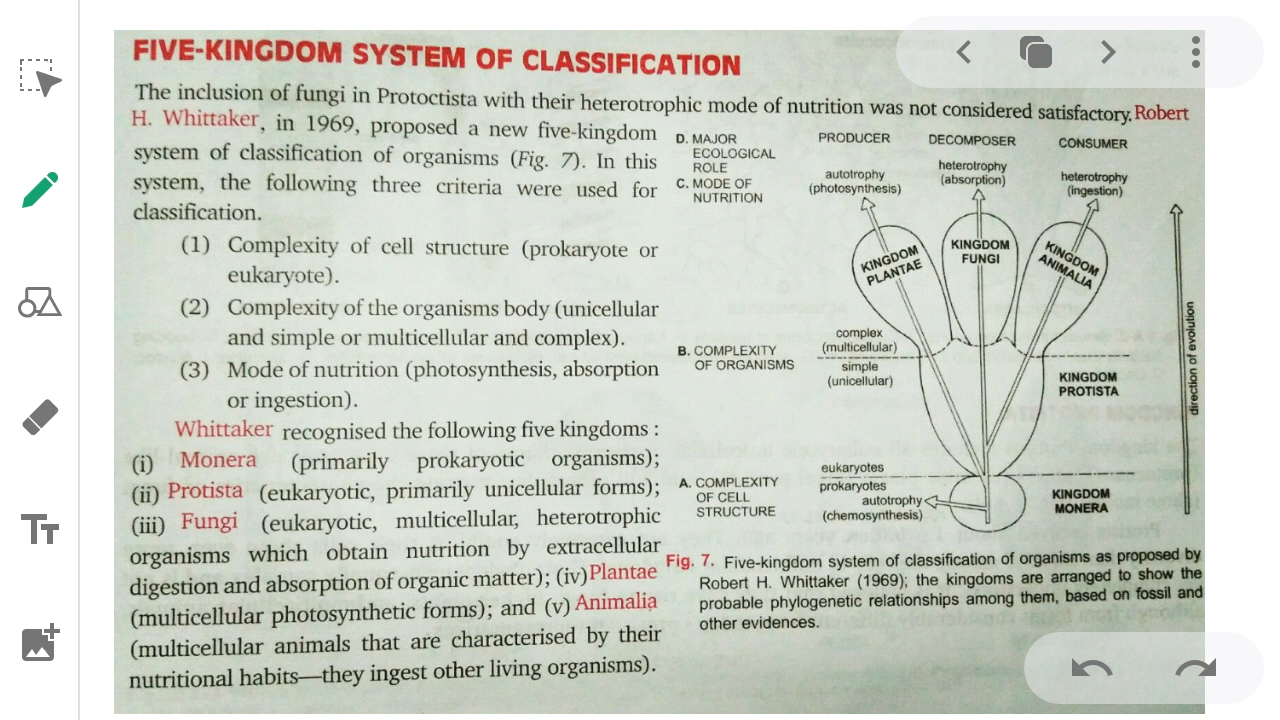 FIVE-KINGDOM SYSTEM OF CLASSIFICATION
The inclusion of fungi in Protoctista with their heterotrophic mode of nutrition was not considered satisfactory. Robert
H. Whittaker, in 1969, proposed a new five-kingdom
system of classification of organisms (Fig. 7). In this
system, the following three criteria were used for
classification.
(1) Complexity of cell structure (prokaryote or
eukaryote).
(2) Complexity of the organisms body (unicellular
and simple or multicellular and complex).
(3) Mode of nutrition (photosynthesis, absorption
or ingestion).
Whittaker recognised the following five kingdoms :
(i) Monera (primarily prokaryotic organisms);
(ii) Protista (eukaryotic, primarily unicellular forms);
(iii) Fungi (eukaryotic, multicellular, heterotrophic
organisms which obtain nutrition by extracellular
digestion and absorption of organic matter); (iv) Plantae
(multicellular photosynthetic forms); and (v) Animalia
(multicellular animals that are characterised by their
nutritional habits—they ingest other living organisms).
D. MAJOR
ECOLOGICAL
ROLE
PRODUCER
DECOMPOSER
CONSUMER
C. MODE OF
NUTRITION
autotrophy
(photosynthesis)
heterotrophy
(absorption)
heterotrophy
(ingestion)
KINGDOM
PLANTAE
KINGDOM
FUNGI
KINGDOM
ANIMALIA
B. COMPLEXITY
OF ORGANISMS
complex
(multicellular)
simple
(unicellular)
KINGDOM
PROTISTA
direction of evolution
A. COMPLEXITY
OF CELL
STRUCTURE
eukaryotes
prokaryotes
autotrophy
(chemosynthesis)
KINGDOM
MONERA
Fig. 7. Five-kingdom system of classification of organisms as proposed by
Robert H. Whittaker (1969); the kingdoms are arranged to show the
probable phylogenetic relationships among them, based on fossil and
other evidences.
Tт